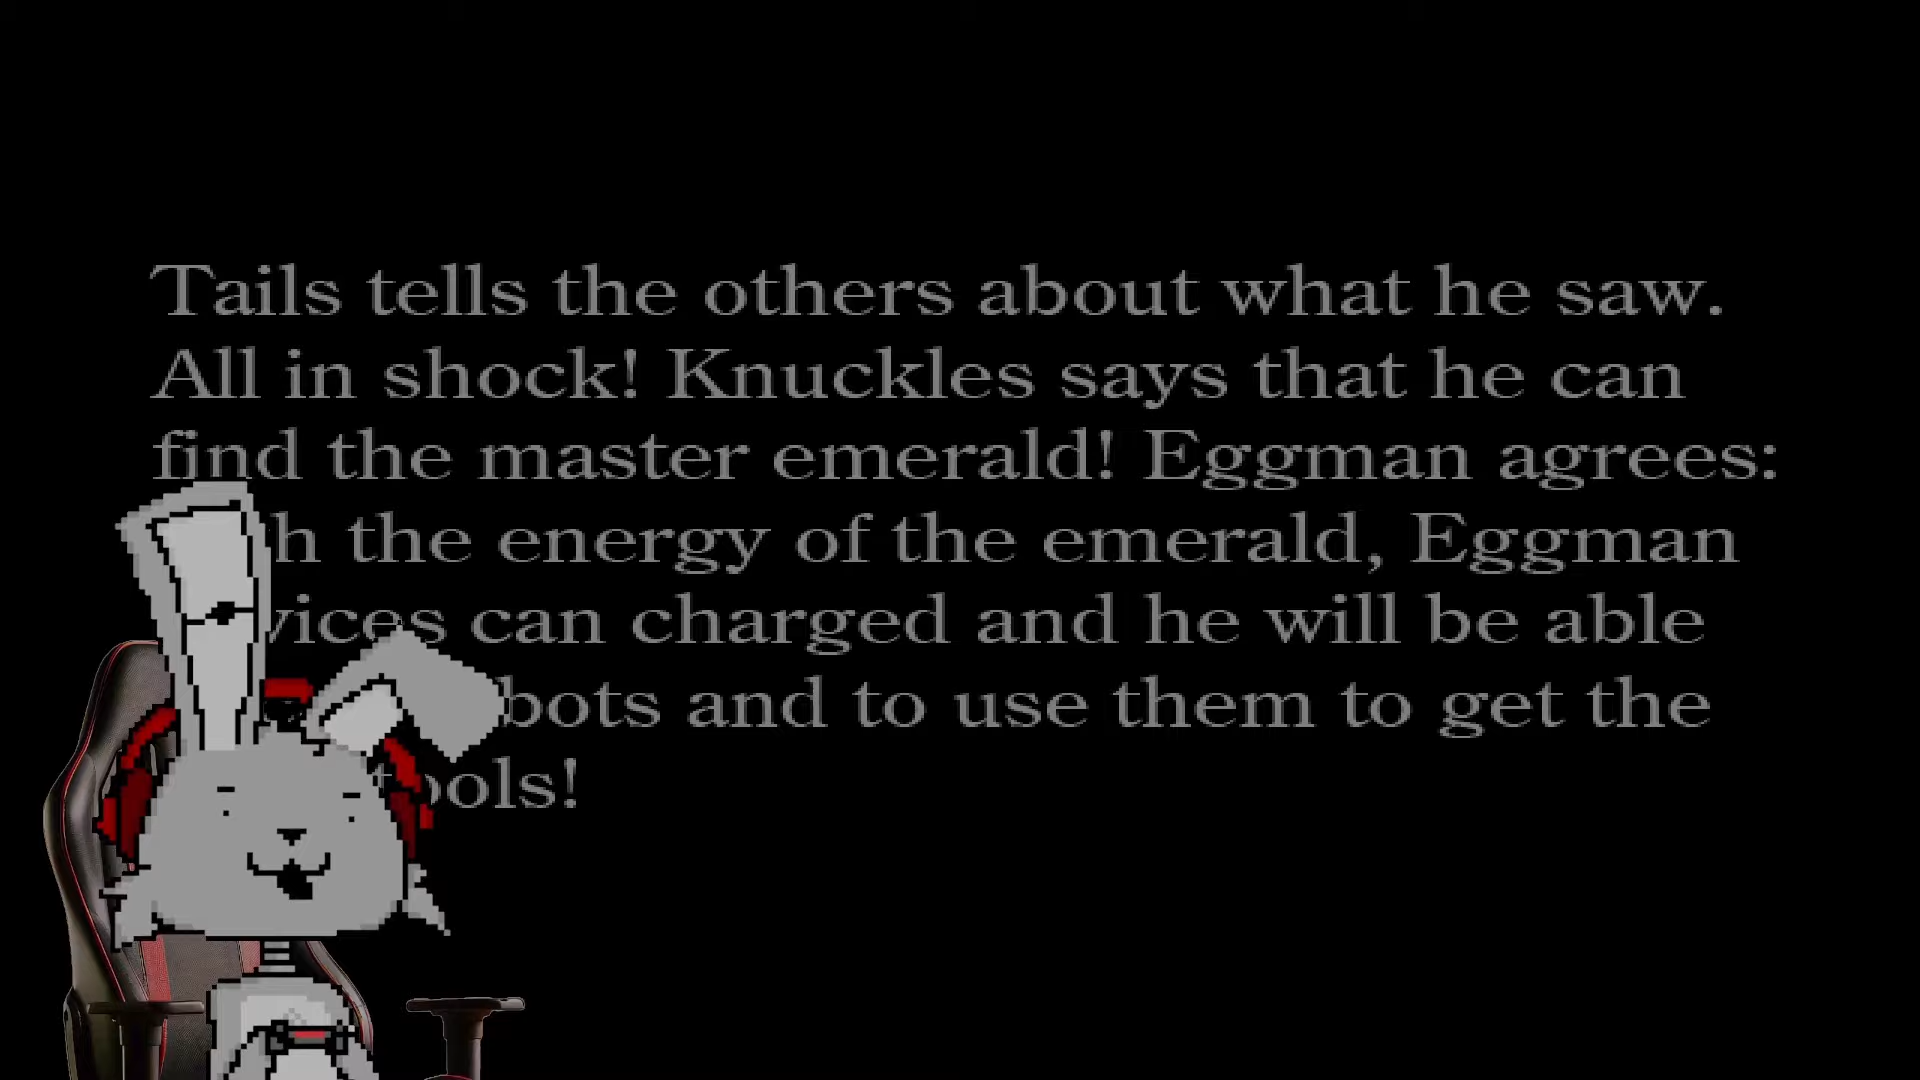 Tails tells the others about what he saw.
All in shock! Knuckles says that he can
find the master emerald! Eggman agrees:
the energy of the emerald, Eggman
can charged and he will be able
bots and to use them to get the
tools!